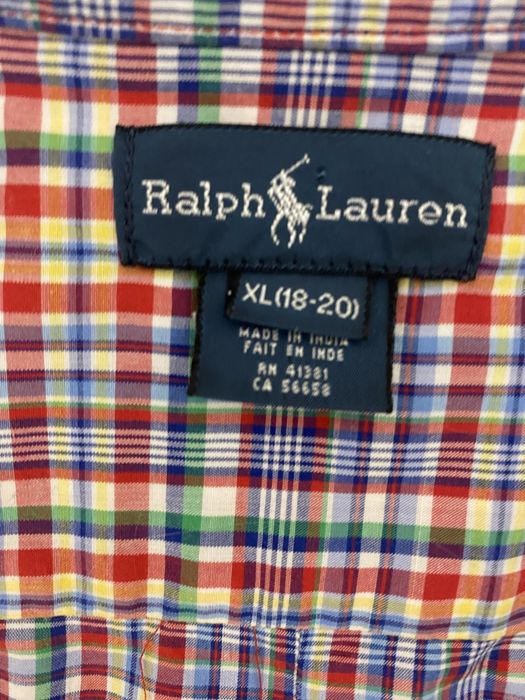 Ralph Lauren
XL(18-20)
MADE IN INDIA
FAIT EN INDE
RN 41381
CA 56658